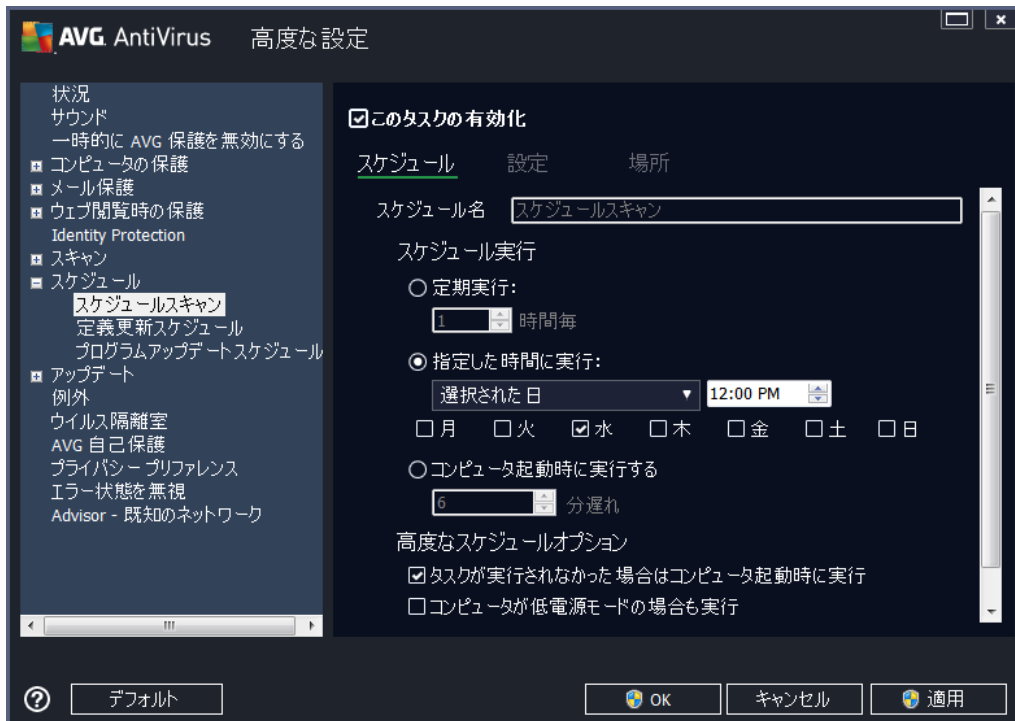 AVG. AntiVirus 高度な設定
状況
サウンド
一時的に AVG 保護を無効にする
コンピュータの保護
メール保護
ウェブ閲覧時の保護
Identity Protection
スキャン
スケジュール
スケジュールスキャン
定義更新スケジュール
プログラムアップデートスケジュール
アップデート
例外
ウイルス隔離室
AVG 自己保護
プライバシー プリファレンス
エラー状態を無視
Advisor - 既知のネットワーク
このタスクの有効化
スケジュール 設定 場所
スケジュール名 スケジュールスキャン
スケジュール実行
定期実行:
1 時間毎
指定した時間に実行:
選択された日 12:00 PM
月 火 水 木 金 土 日
コンピュータ起動時に実行する
6 分遅れ
高度なスケジュールオプション
タスクが実行されなかった場合はコンピュータ起動時に実行
コンピュータが低電源モードの場合も実行
? デフォルト OK キャンセル 適用